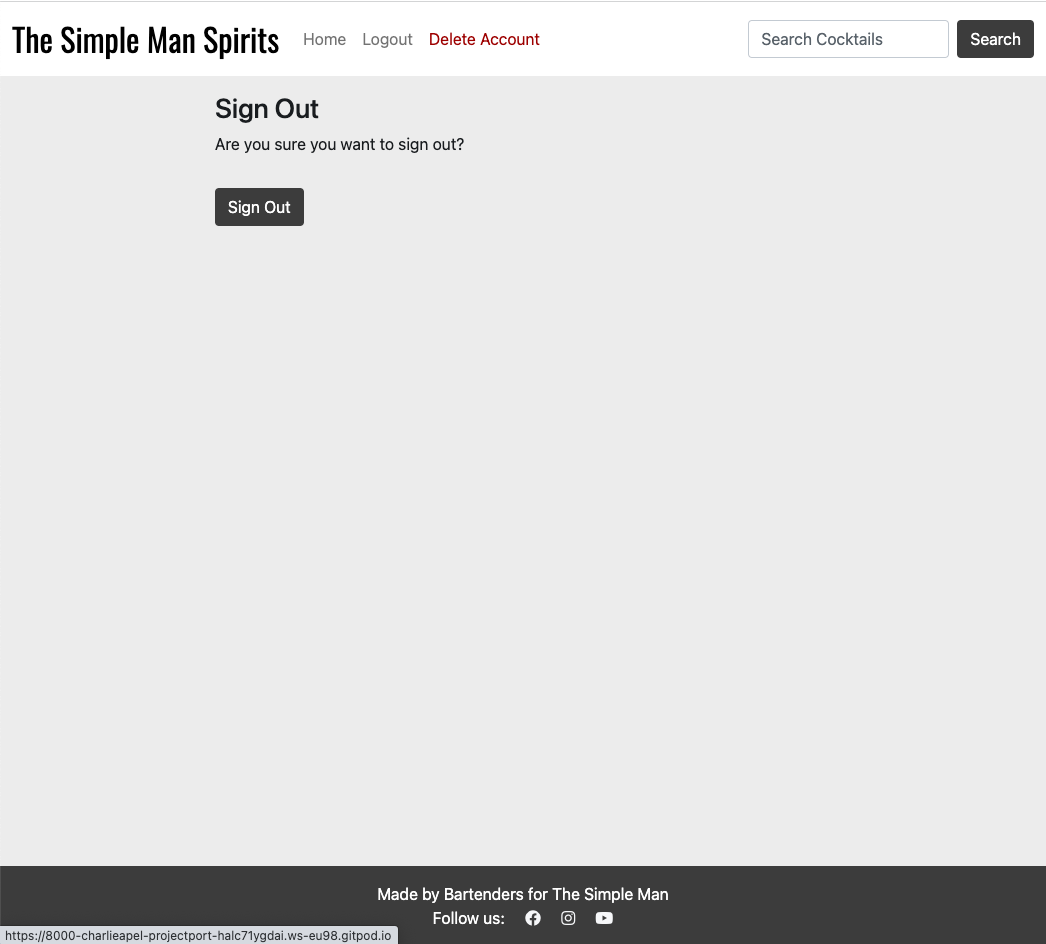 The Simple Man Spirits Home Logout Delete Account Search Cocktails Search
Sign Out
Are you sure you want to sign out?
Sign Out
Made by Bartenders for The Simple Man
Follow us:
https://8000-charlieapel-projectport-halc71ygdai.ws-eu98.gitpod.io